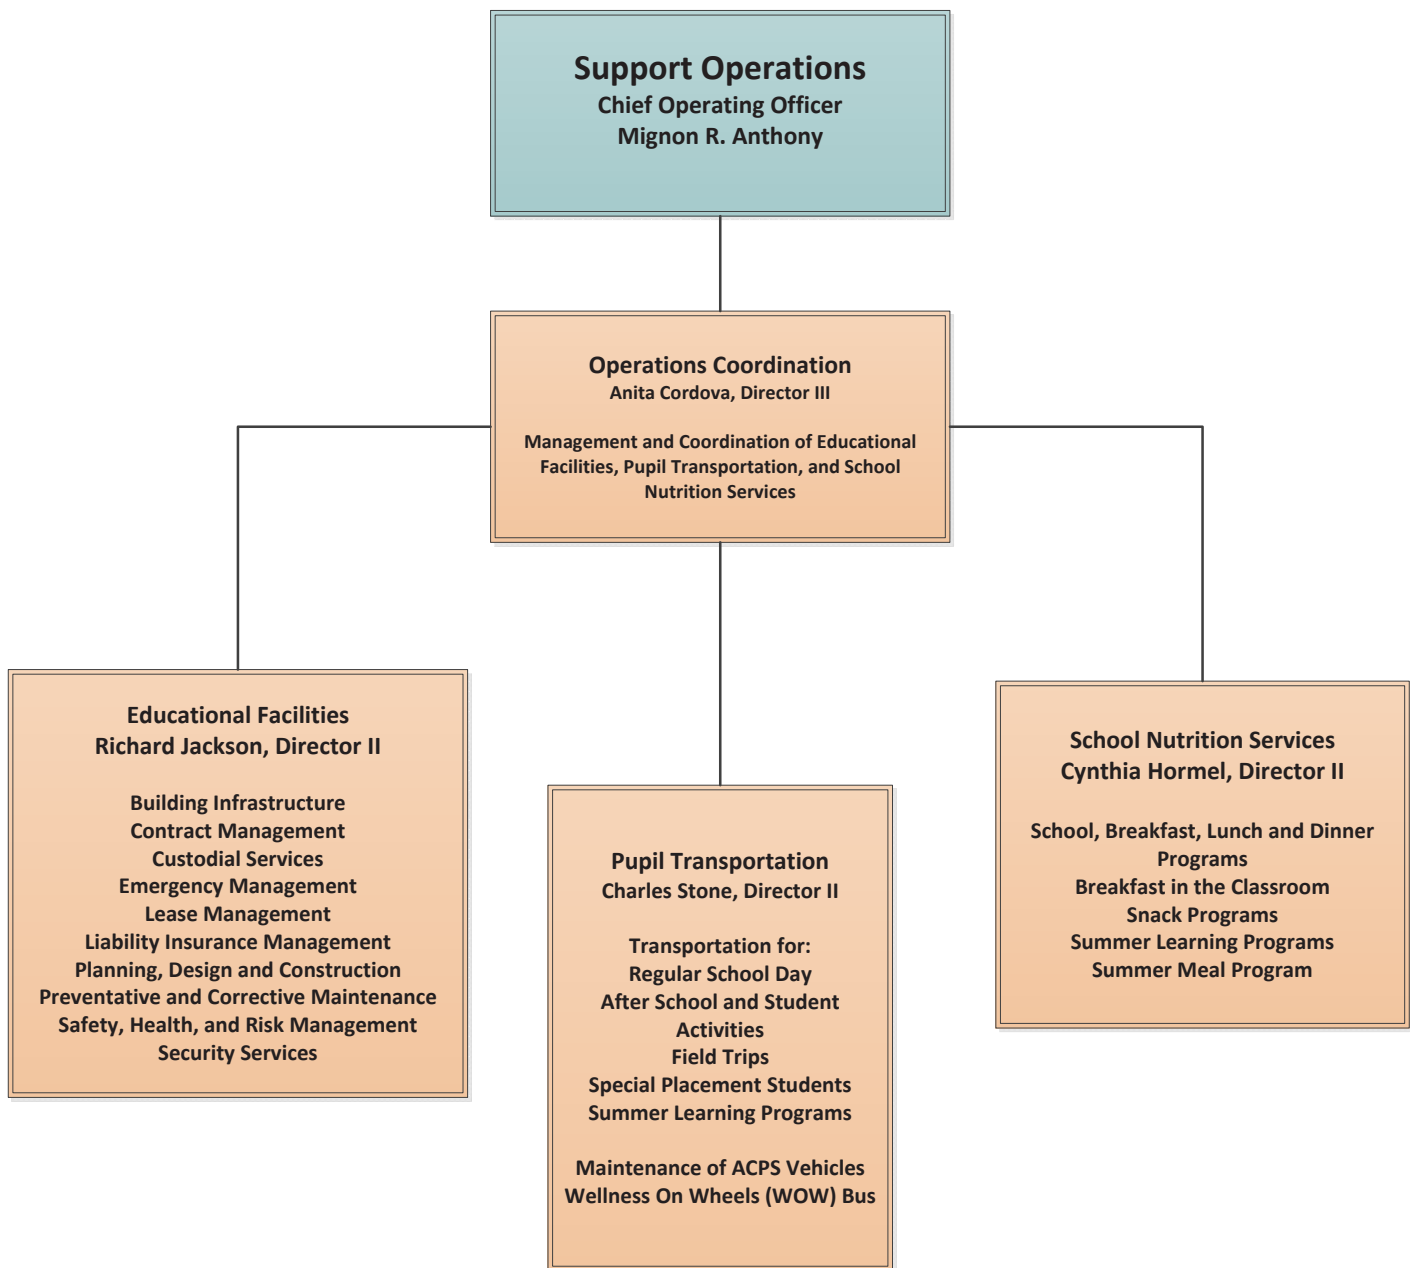 Support Operations
Chief Operating Officer
Mignon R. Anthony
Operations Coordination
Anita Cordova, Director III
Management and Coordination of Educational
Facilities, Pupil Transportation, and School
Nutrition Services
Educational Facilities
Richard Jackson, Director II
Building Infrastructure
Contract Management
Custodial Services
Emergency Management
Lease Management
Liability Insurance Management
Planning, Design and Construction
Preventative and Corrective Maintenance
Safety, Health, and Risk Management
Security Services
Pupil Transportation
Charles Stone, Director II
Transportation for:
Regular School Day
After School and Student
Activities
Field Trips
Special Placement Students
Summer Learning Programs
Maintenance of ACPS Vehicles
Wellness On Wheels (WOW) Bus
School Nutrition Services
Cynthia Hormel, Director II
School, Breakfast, Lunch and Dinner
Programs
Breakfast in the Classroom
Snack Programs
Summer Learning Programs
Summer Meal Program